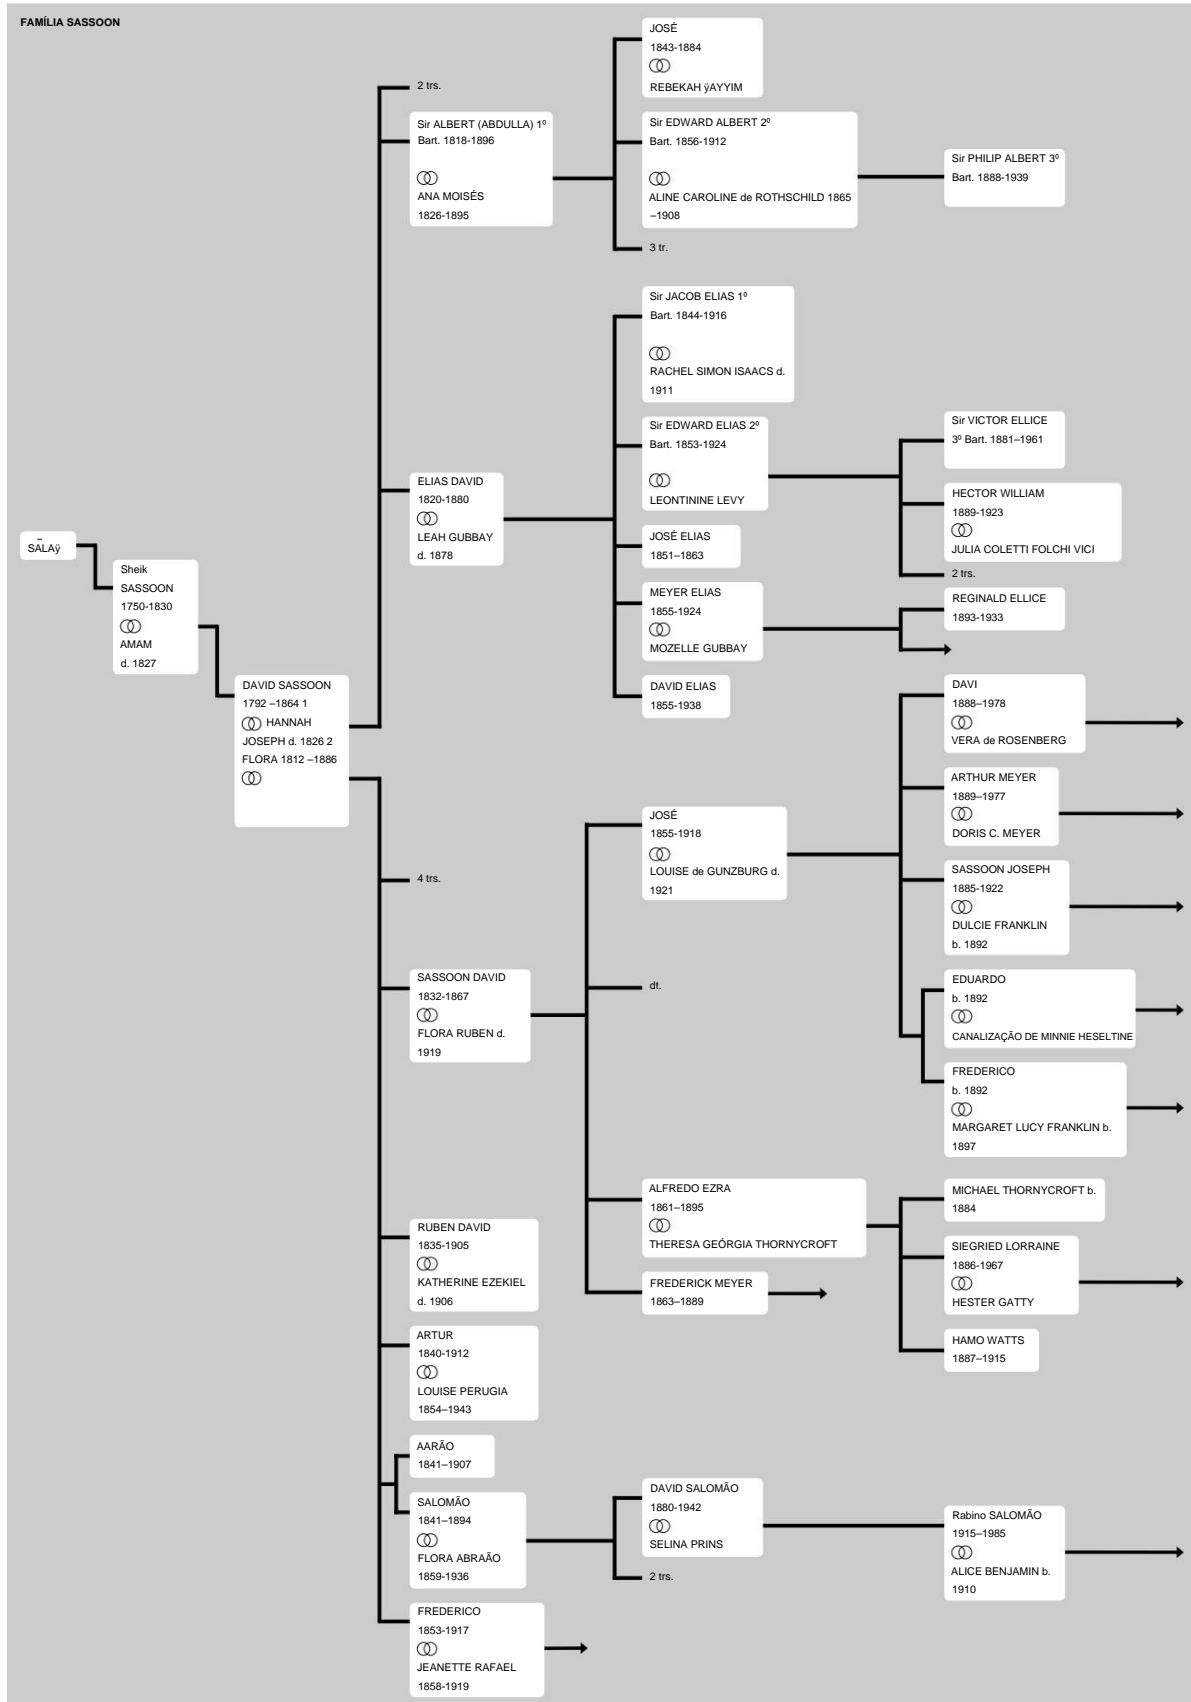 FAMÍLIA SASSOON
SĀLAÿ
Sheik
SASSOON
1750-1830
AMAM
d. 1827
DAVID SASSOON
1792 –1864 1
HANNAH
JOSEPH d. 1826 2
FLORA 1812 –1886
2 trs.
Sir ALBERT (ABDULLA) 1º
Bart. 1818-1896
ANA MOISÉS
1826-1895
ELIAS DAVID
1820-1880
LEAH GUBBAY
d. 1878
4 trs.
SASSOON DAVID
1832-1867
FLORA RUBEN d.
1919
RUBEN DAVID
1835-1905
KATHERINE EZEKIEL
d. 1906
ARTUR
1840-1912
LOUISE PERUGIA
1854–1943
AARÃO
1841–1907
SALOMÃO
1841–1894
FLORA ABRAÃO
1859-1936
FREDERICO
1853-1917
JEANETTE RAFAEL
1858-1919
JOSÉ
1843-1884
REBEKAH ÿAYYIM
Sir EDWARD ALBERT 2º
Bart. 1856-1912
ALINE CAROLINE de ROTHSCHILD 1865
–1908
3 tr.
Sir JACOB ELIAS 1º
Bart. 1844-1916
RACHEL SIMON ISAACS d.
1911
Sir EDWARD ELIAS 2º
Bart. 1853-1924
LEONTININE LEVY
JOSÉ ELIAS
1851–1863
MEYER ELIAS
1855-1924
MOZELLE GUBBAY
DAVID ELIAS
1855-1938
JOSÉ
1855-1918
LOUISE de GUNZBURG d.
1921
dt.
ALFREDO EZRA
1861–1895
THERESA GEÓRGIA THORNYCROFT
FREDERICK MEYER
1863–1889
DAVID SALOMÃO
1880-1942
SELINA PRINS
2 trs.
Sir PHILIP ALBERT 3º
Bart. 1888-1939
Sir VICTOR ELLICE
3º Bart. 1881–1961
HECTOR WILLIAM
1889-1923
JULIA COLETTI FOLCHI VICI
2 trs.
REGINALD ELLICE
1893-1933
DAVI
1888–1978
VERA de ROSENBERG
ARTHUR MEYER
1889–1977
DORIS C. MEYER
SASSOON JOSEPH
1885-1922
DULCIE FRANKLIN
b. 1892
EDUARDO
b. 1892
CANALIZAÇÃO DE MINNIE HESELTINE
FREDERICO
b. 1892
MARGARET LUCY FRANKLIN b.
1897
MICHAEL THORNYCROFT b.
1884
SIEGRIED LORRAINE
1886-1967
HESTER GATTY
HAMO WATTS
1887–1915
Rabino SALOMÃO
1915–1985
ALICE BENJAMIN b.
1910